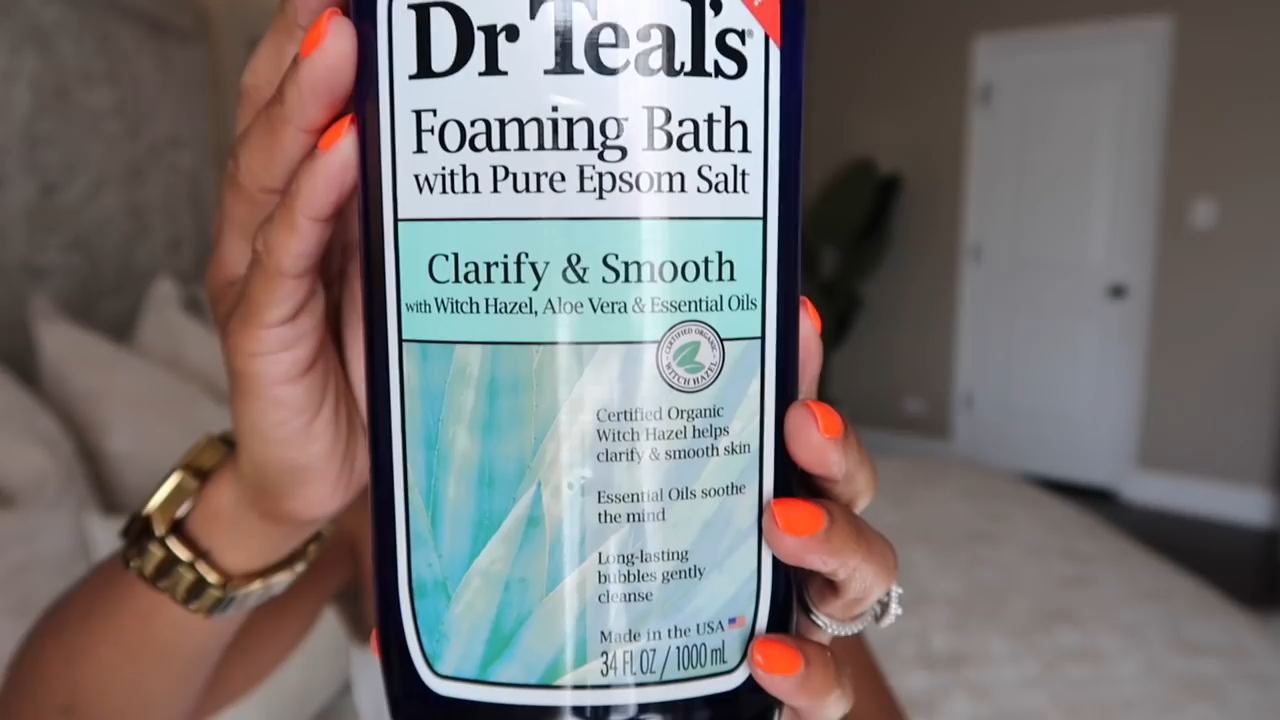 Dr Teal's
Foaming Bath
with Pure Epsom Salt
Clarify & Smooth
with Witch Hazel, Aloe Vera & Essential Oils
CERTIFIED ORGANIC
WITCH HAZEL
Certified Organic
Witch Hazel helps
clarify & smooth skin
Essential Oils soothe
the mind
Long-lasting
bubbles gently
cleanse
Made in the USA
34 FL OZ / 1000 mL